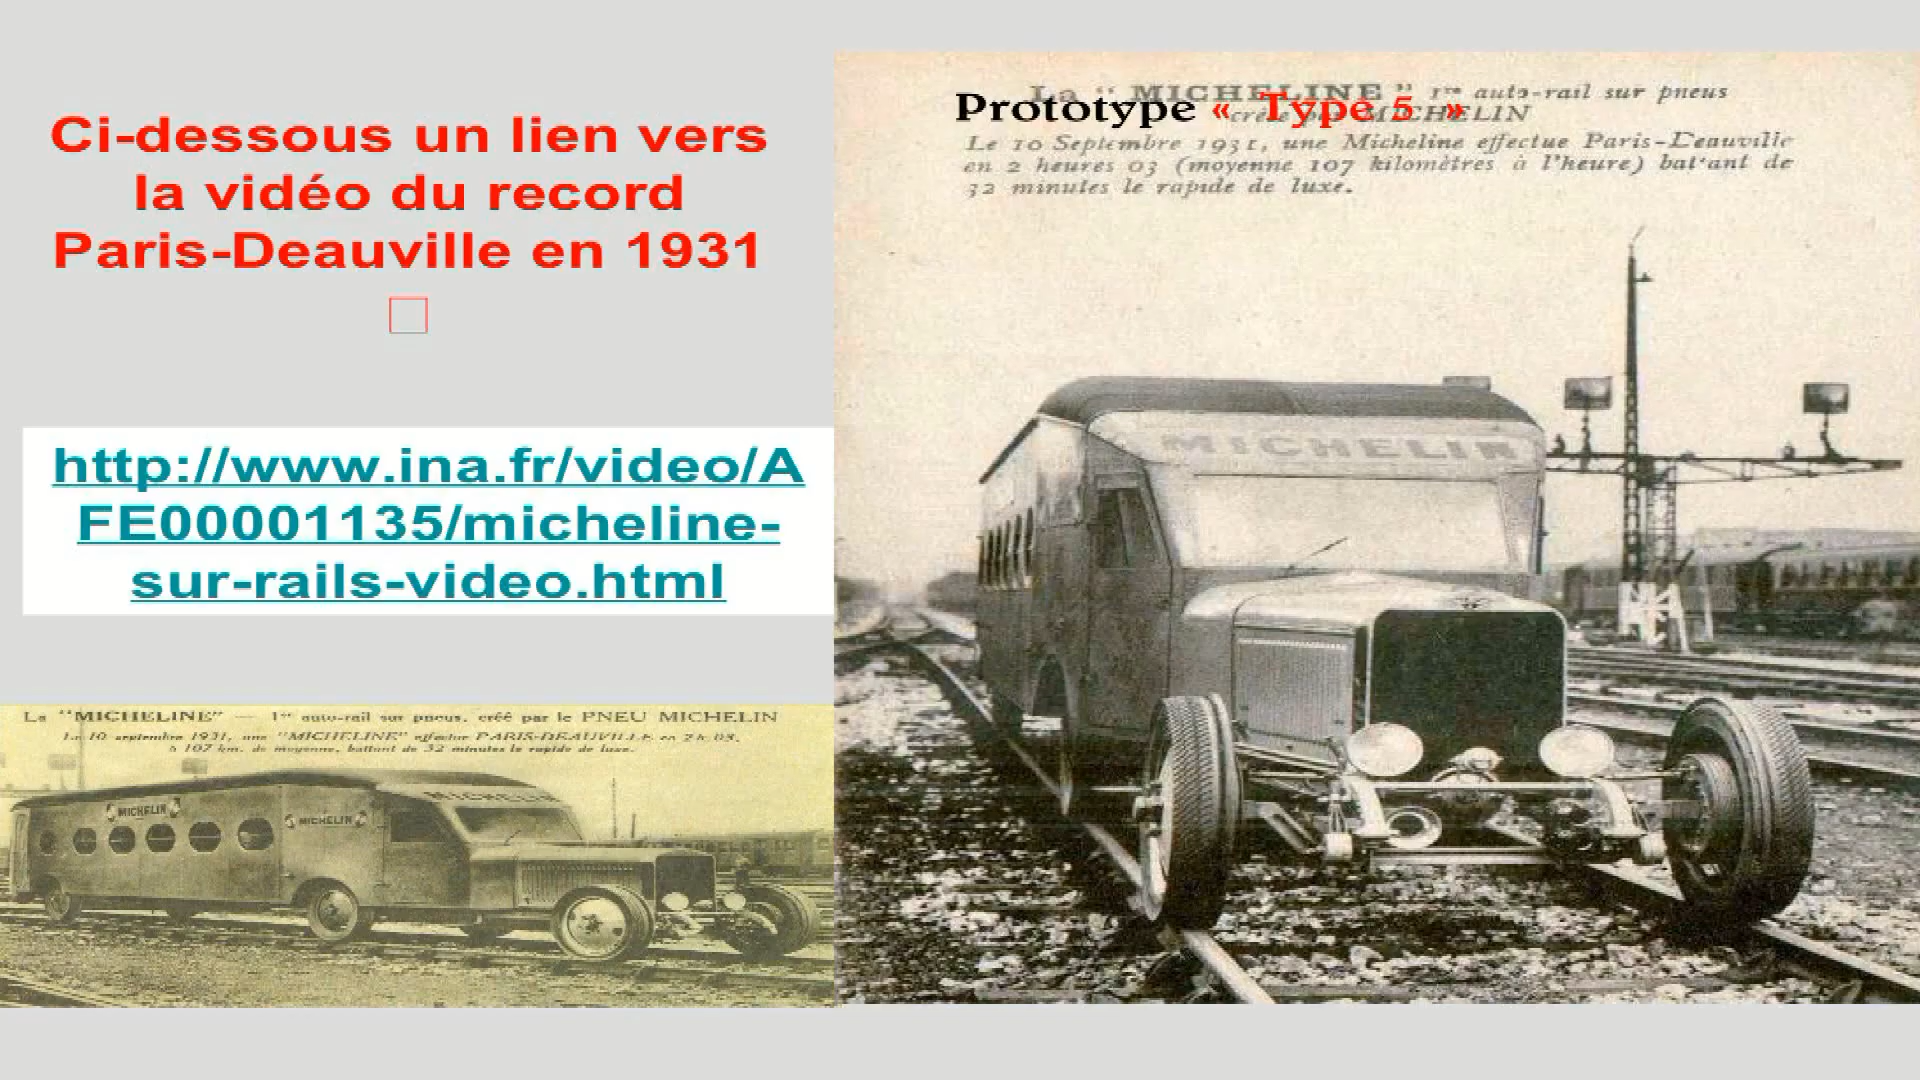 Ci-dessous un lien vers
la vidéo du record
Paris-Deauville en 1931
http://www.ina.fr/video/A
FE00001135/micheline-
sur-rails-video.html
La "MICHELINE" — 1er auto-rail sur pneus, créé par le PNEU MICHELIN
Le 10 septembre 1931, une "MICHELINE" effectue PARIS-DEAUVILLE en 2 h 03,
à 107 km. de moyenne, battant de 32 minutes le rapide de luxe.
MICHELIN
MICHELIN
MICHELIN
Prototype « Type 5 »
La " MICHELINE " 1re auto-rail sur pneus
créée par MICHELIN
Le 10 Septembre 1931, une Micheline effectue Paris-Deauville
en 2 heures 03 (moyenne 107 kilomètres à l'heure) battant de
32 minutes le rapide de luxe.
MICHELIN